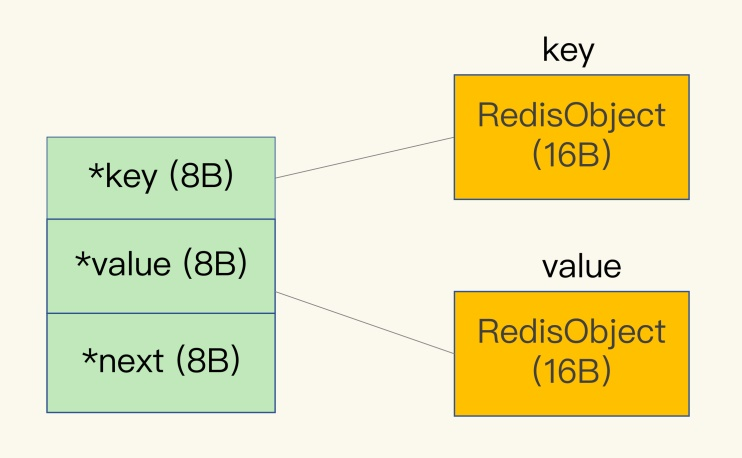 key
RedisObject
(16B)
*key (8B)
*value (8B)
*next (8B)
value
RedisObject
(16B)